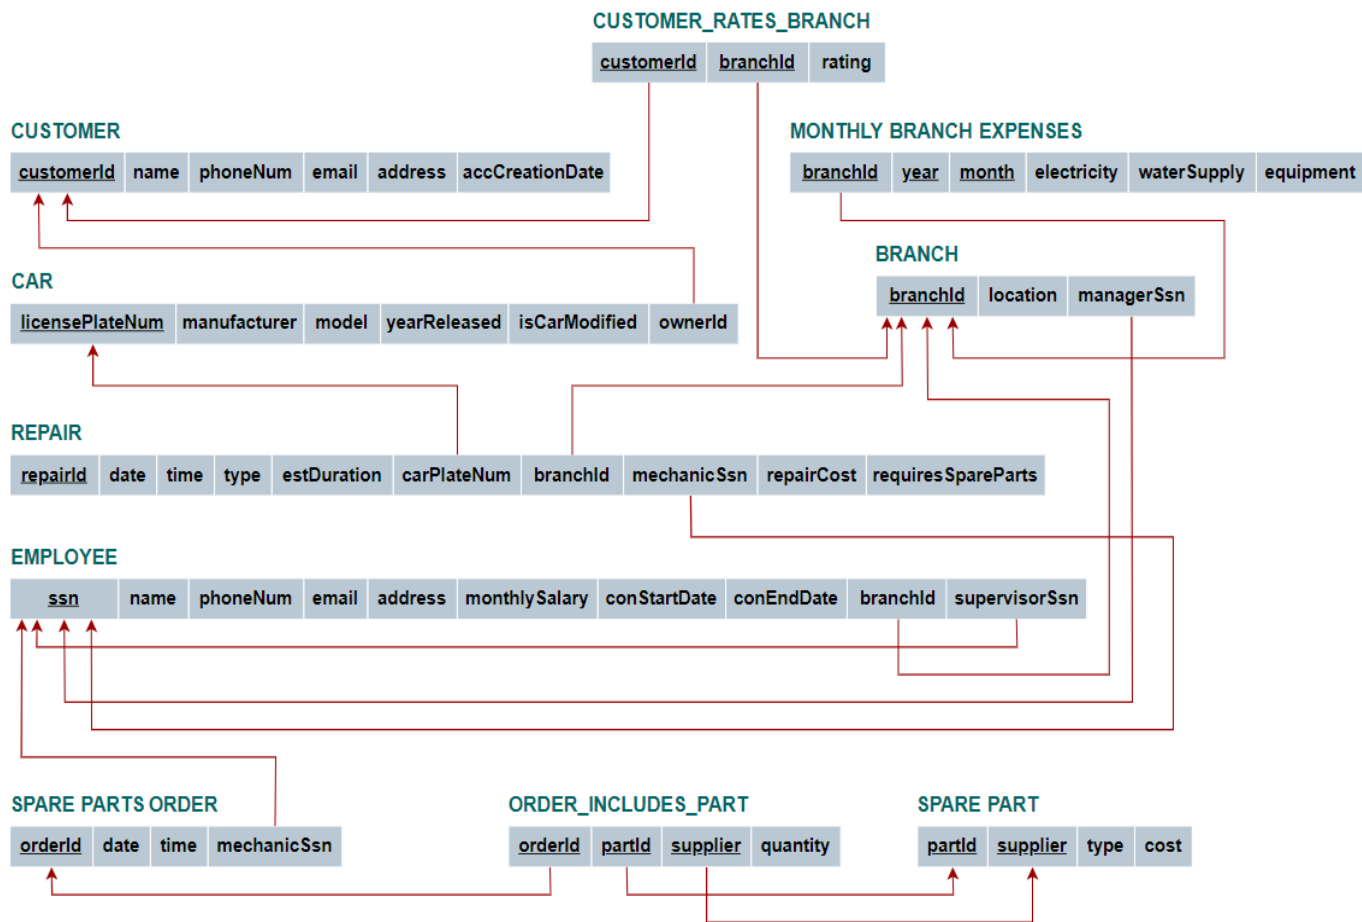 CUSTOMER_RATES_BRANCH
customerId branchId rating
CUSTOMER
customerId name phoneNum email address accCreationDate
MONTHLY BRANCH EXPENSES
branchId year month electricity waterSupply equipment
BRANCH
branchId location managerSsn
CAR
licensePlateNum manufacturer model yearReleased isCarModified ownerId
REPAIR
repairId date time type estDuration carPlateNum branchId mechanicSsn repairCost requiresSpareParts
EMPLOYEE
ssn name phoneNum email address monthlySalary conStartDate conEndDate branchId supervisorSsn
SPARE PARTS ORDER
orderId date time mechanicSsn
ORDER_INCLUDES_PART
orderId partId supplier quantity
SPARE PART
partId supplier type cost